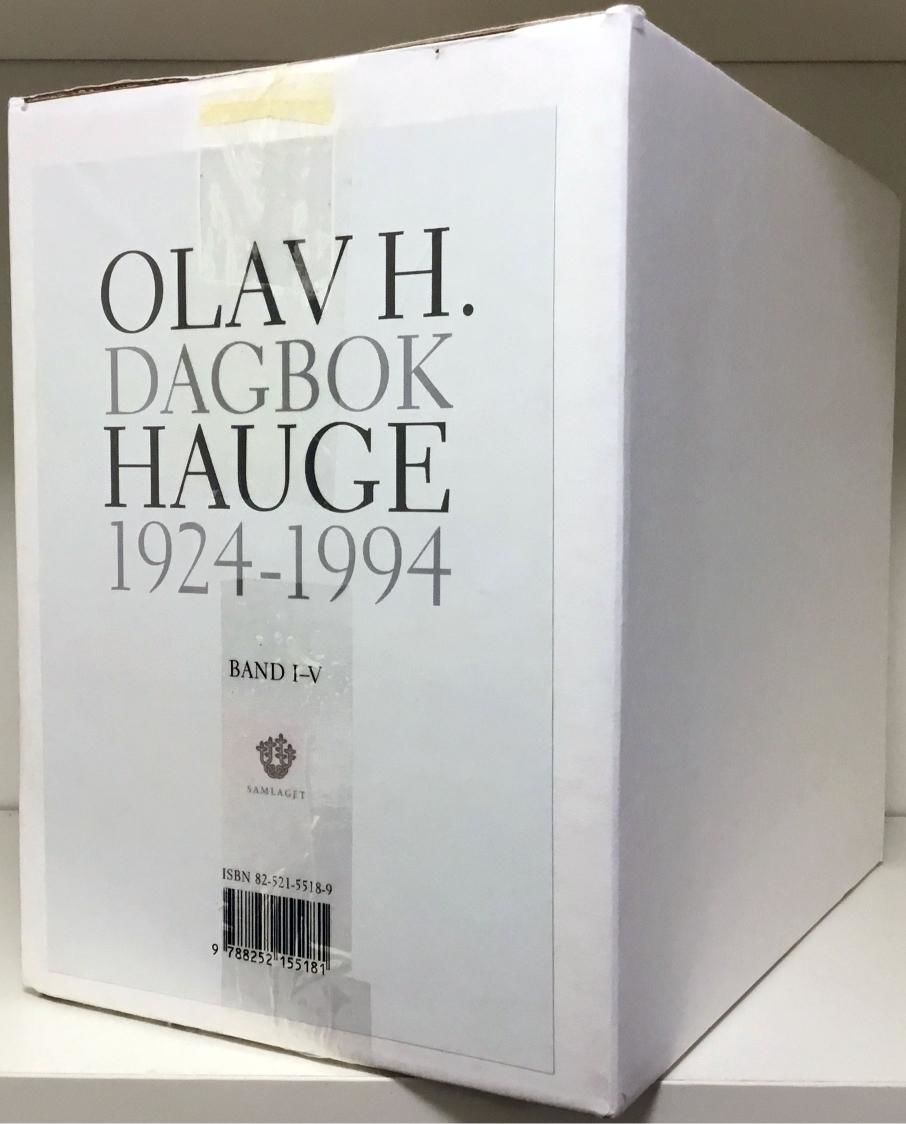 OLAV H.
DAGBOK
HAUGE
1924-1994
BAND I–V
SAMLAGET
ISBN 82-521-5518-9
9 788252 155181